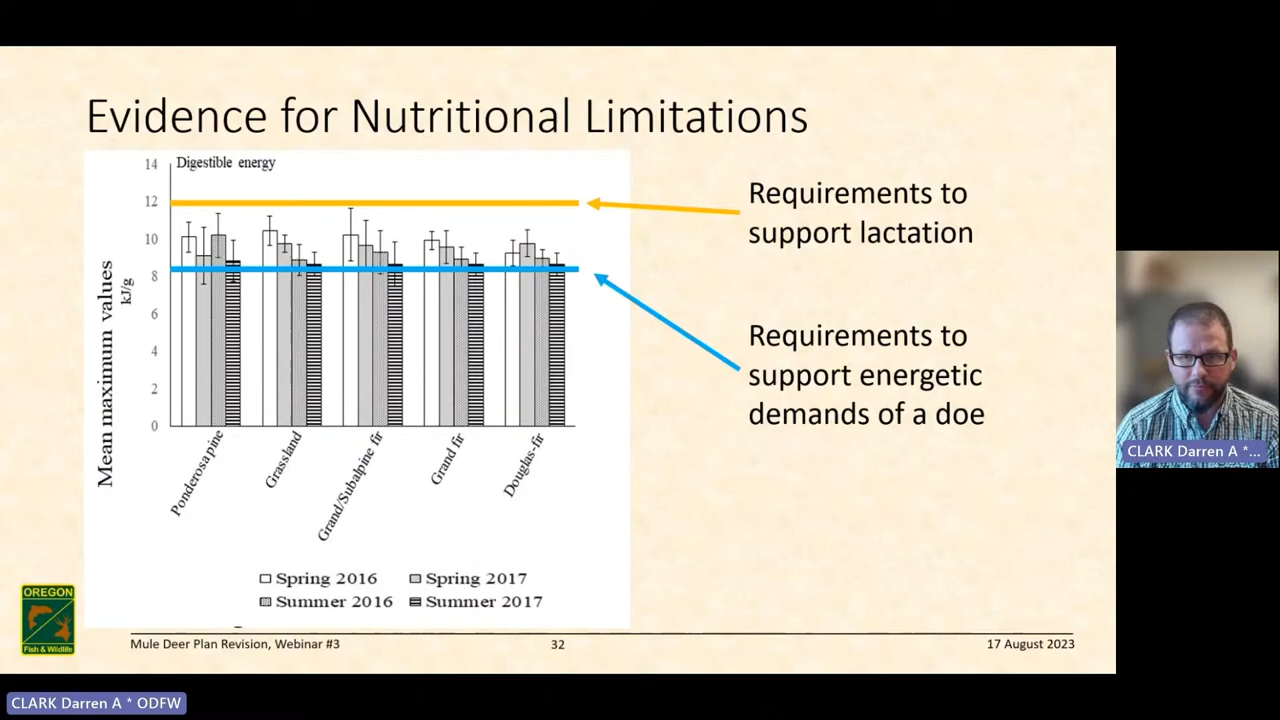 Evidence for Nutritional Limitations
Digestible energy
14
12
10
8
6
4
2
0
Mean maximum values
kJ/g
Ponderosa pine
Grassland
Grand/Subalpine fir
Grand fir
Douglas-fir
Spring 2016
Spring 2017
Summer 2016
Summer 2017
Requirements to
support lactation
Requirements to
support energetic
demands of a doe
CLARK Darren A *...
OREGON
Fish & Wildlife
Mule Deer Plan Revision, Webinar #3
32
17 August 2023
CLARK Darren A * ODFW